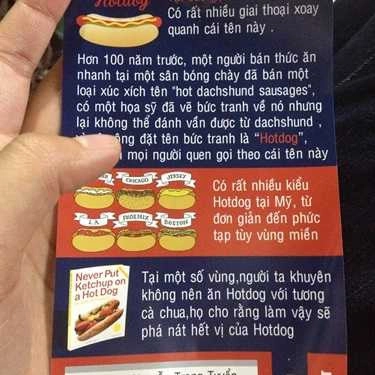 Hotdog
Có rất nhiều giai thoại xoay
quanh cái tên này .
Hơn 100 năm trước, một người bán thức ăn
nhanh tại một sân bóng chày đã bán một
loại xúc xích tên "hot dachshund sausages",
có một họa sỹ đã vẽ bức tranh về nó nhưng
lại không thể đánh vần được từ dachshund ,
đặt tên bức tranh là "Hotdog",
mọi người quen gọi theo cái tên này
CHICAGO
JERSEY
L.A.
PHOENIX
BOSTON
Có rất nhiều kiểu
Hotdog tại Mỹ, từ
đơn giản đến phức
tạp tùy vùng miền
Never Put
Ketchup on
a Hot Dog
Tại một số vùng,người ta khuyên
không nên ăn Hotdog với tương
cà chua,họ cho rằng làm vậy sẽ
phá nát hết vị của Hotdog